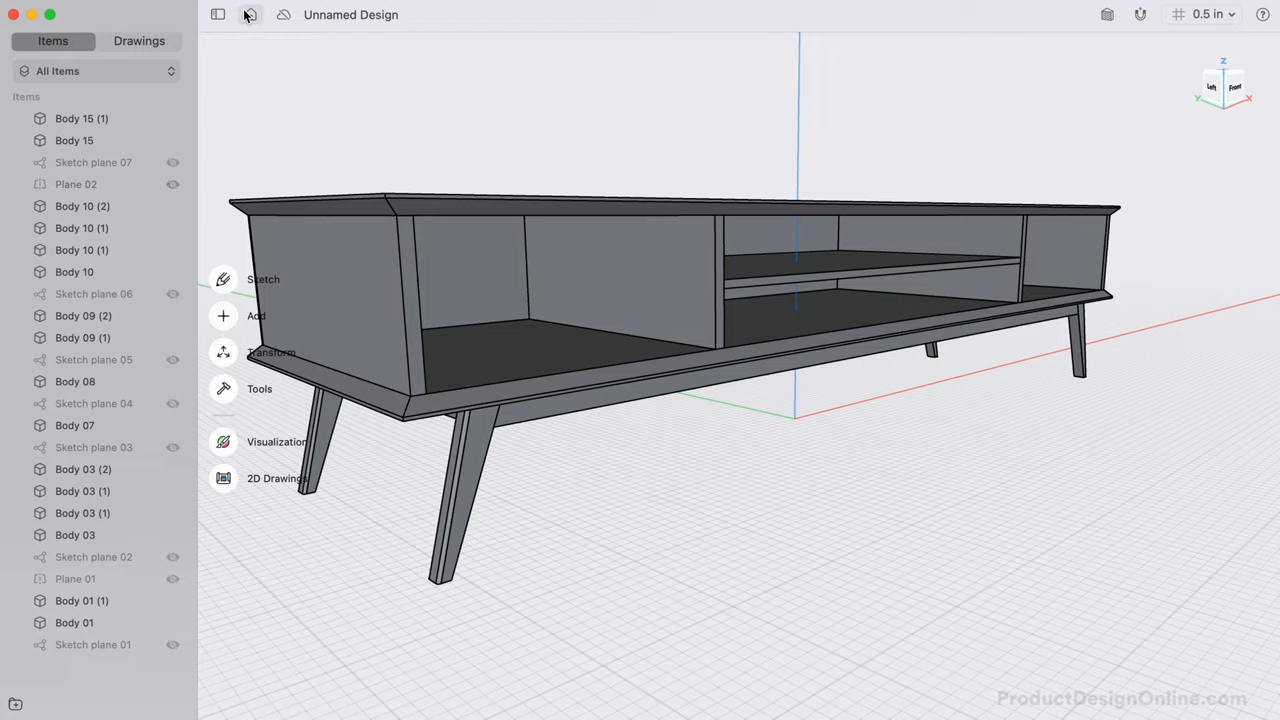 Unnamed Design
0.5 in
Items
Drawings
All Items
Items
Body 15 (1)
Body 15
Sketch plane 07
Plane 02
Body 10 (2)
Body 10 (1)
Body 10 (1)
Body 10
Sketch plane 06
Body 09 (2)
Body 09 (1)
Sketch plane 05
Body 08
Sketch plane 04
Body 07
Sketch plane 03
Body 03 (2)
Body 03 (1)
Body 03 (1)
Body 03
Sketch plane 02
Plane 01
Body 01 (1)
Body 01
Sketch plane 01
Sketch
Add
Transform
Tools
Visualization
2D Drawings
Z
Left
Front
Y
X
ProductDesignOnline.com